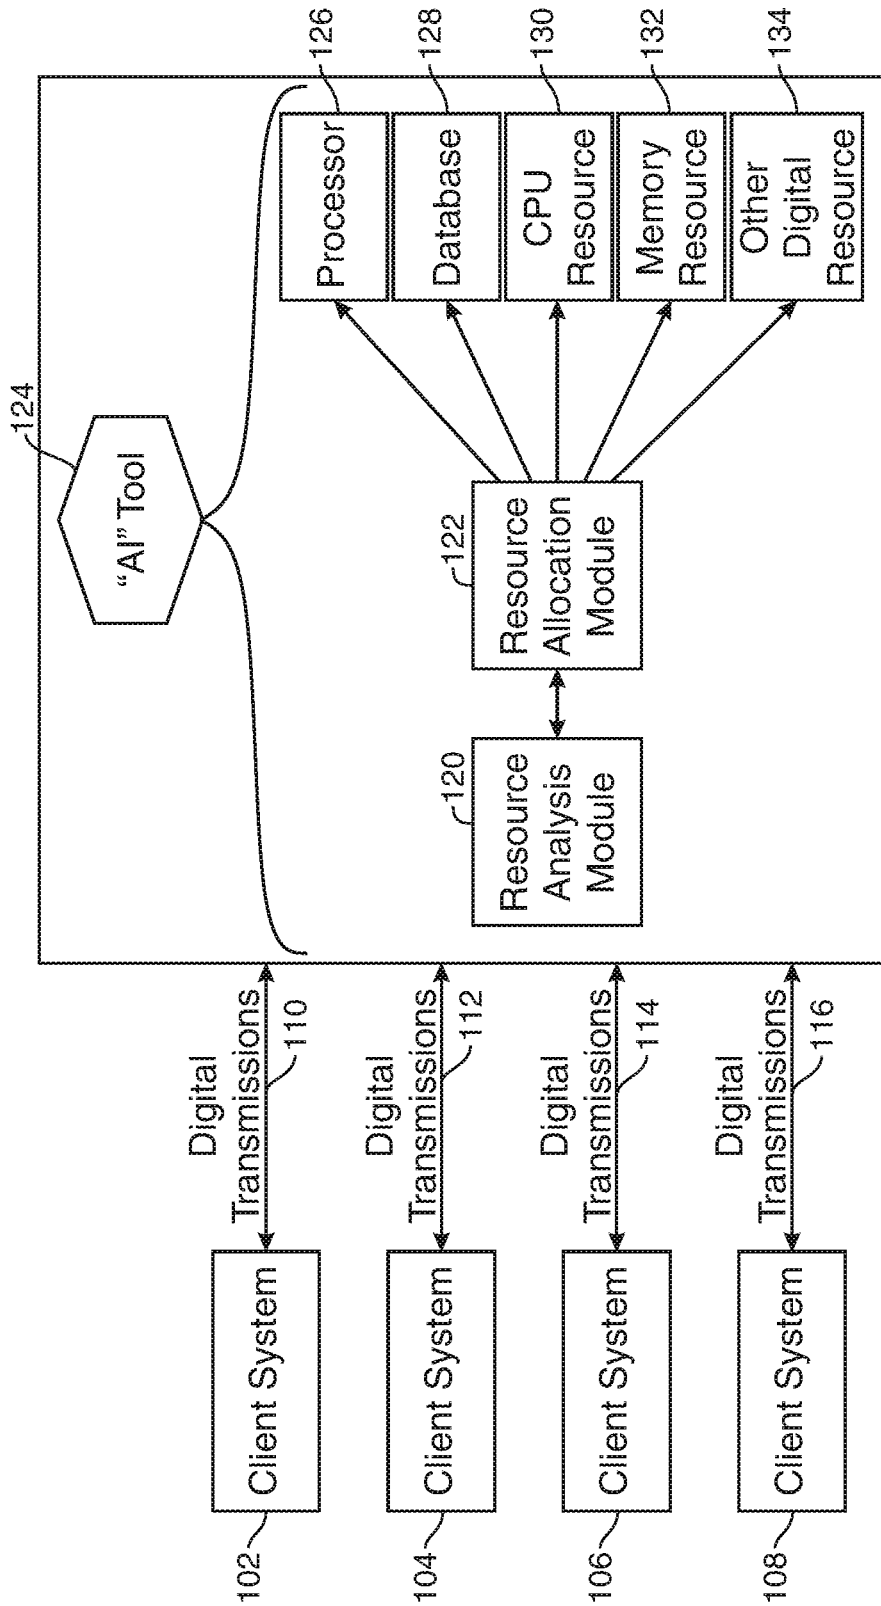 124
“AI” Tool
102
Client System
Digital
Transmissions
110
104
Client System
Digital
Transmissions
112
106
Client System
Digital
Transmissions
114
108
Client System
Digital
Transmissions
116
120
Resource
Analysis
Module
122
Resource
Allocation
Module
Processor
126
Database
128
CPU
Resource
130
Memory
Resource
132
Other
Digital
Resource
134